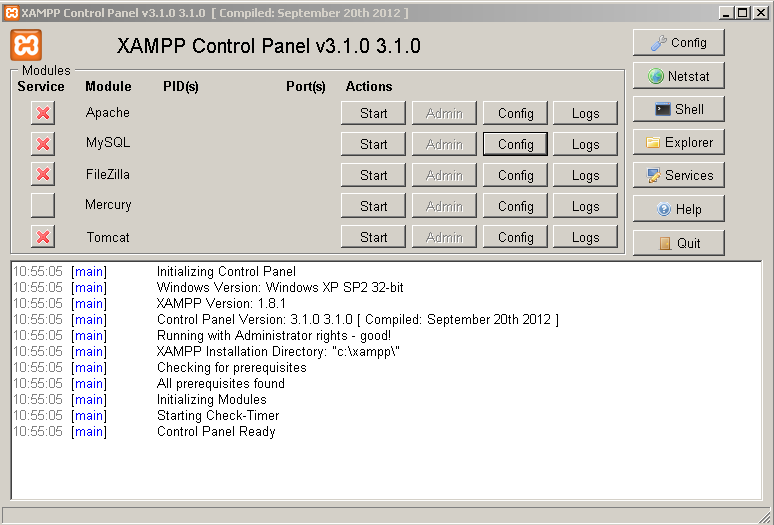 XAMPP Control Panel v3.1.0 3.1.0 [ Compiled: September 20th 2012 ]
XAMPP Control Panel v3.1.0 3.1.0
Config
Modules
Service Module PID(s) Port(s) Actions
Netstat
Apache Start Admin Config Logs
Shell
MySQL Start Admin Config Logs
Explorer
FileZilla Start Admin Config Logs
Services
Mercury Start Admin Config Logs
Help
Tomcat Start Admin Config Logs
Quit
10:55:05 [main] Initializing Control Panel
10:55:05 [main] Windows Version: Windows XP SP2 32-bit
10:55:05 [main] XAMPP Version: 1.8.1
10:55:05 [main] Control Panel Version: 3.1.0 3.1.0 [ Compiled: September 20th 2012 ]
10:55:05 [main] Running with Administrator rights - good!
10:55:05 [main] XAMPP Installation Directory: "c:\xampp\"
10:55:05 [main] Checking for prerequisites
10:55:05 [main] All prerequisites found
10:55:05 [main] Initializing Modules
10:55:05 [main] Starting Check-Timer
10:55:05 [main] Control Panel Ready